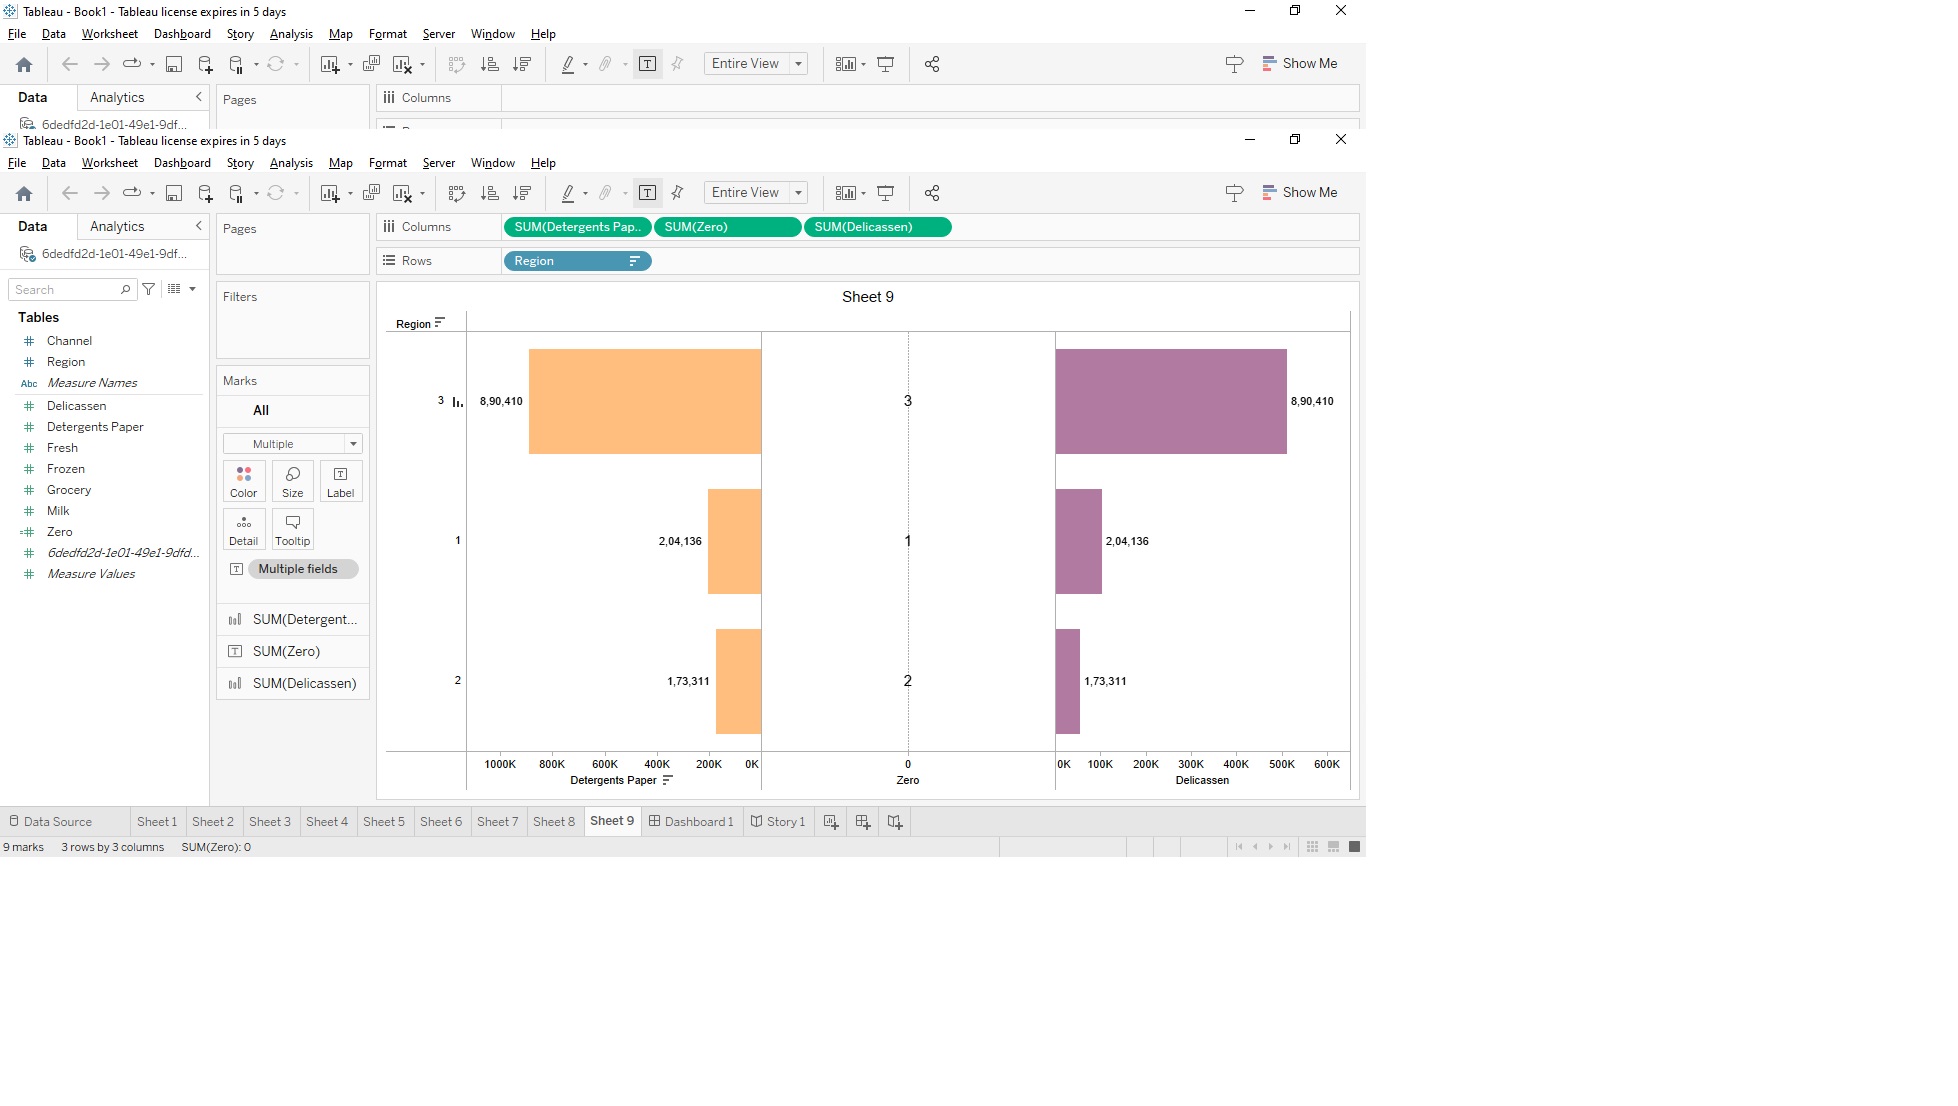 Tableau - Book1 - Tableau license expires in 5 days
File Data Worksheet Dashboard Story Analysis Map Format Server Window Help
Entire View Show Me
Data Analytics Pages Columns
6dedfd2d-1e01-49e1-9df...
Tableau - Book1 - Tableau license expires in 5 days
File Data Worksheet Dashboard Story Analysis Map Format Server Window Help
Entire View Show Me
Data Analytics
6dedfd2d-1e01-49e1-9df...
Search
Tables
Channel
Region
Abc Measure Names
Delicassen
Detergents Paper
Fresh
Frozen
Grocery
Milk
Zero
6dedfd2d-1e01-49e1-9dfd...
Measure Values
Pages
Filters
Marks
All
Multiple
Color Size Label
Detail Tooltip
Multiple fields
SUM(Detergent...
SUM(Zero)
SUM(Delicassen)
Columns SUM(Detergents Pap.. SUM(Zero) SUM(Delicassen)
Rows Region
Sheet 9
Region
3 8,90,410 3 8,90,410
1 2,04,136 1 2,04,136
2 1,73,311 2 1,73,311
1000K 800K 600K 400K 200K 0K 0 0K 100K 200K 300K 400K 500K 600K
Detergents Paper Zero Delicassen
Data Source Sheet 1 Sheet 2 Sheet 3 Sheet 4 Sheet 5 Sheet 6 Sheet 7 Sheet 8 Sheet 9 Dashboard 1 Story 1
9 marks 3 rows by 3 columns SUM(Zero): 0